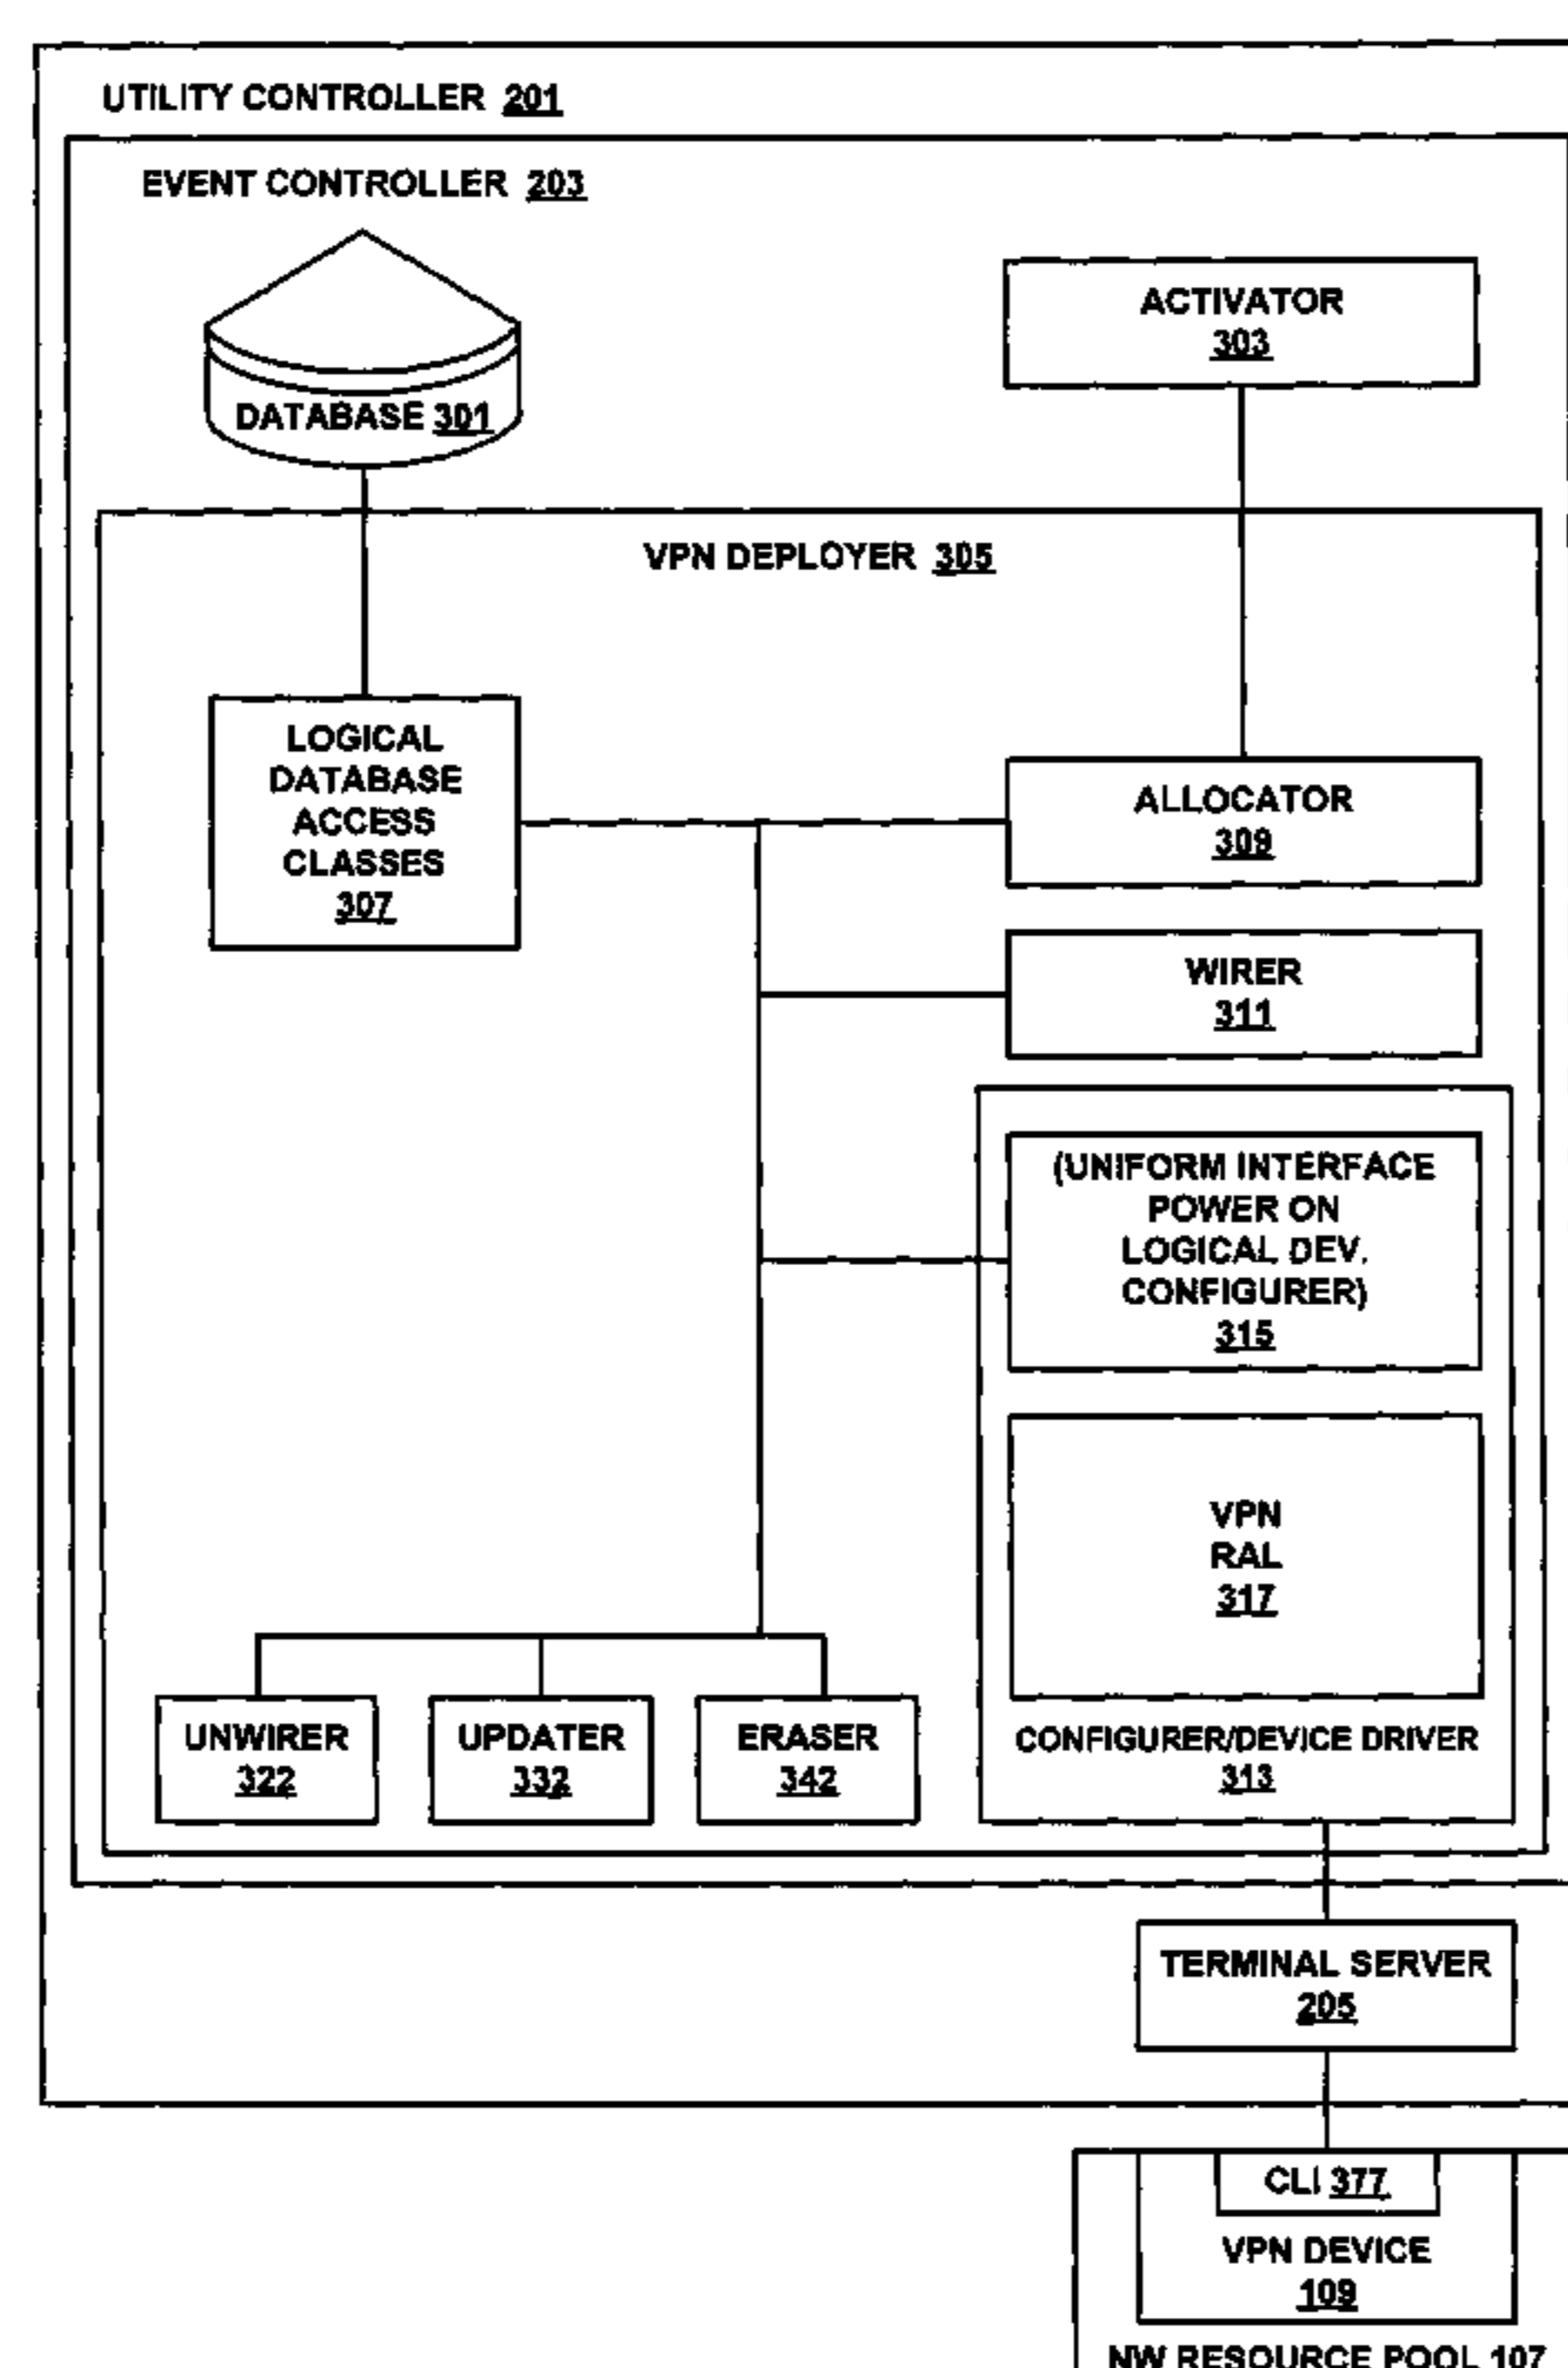 UTILITY CONTROLLER 201
EVENT CONTROLLER 203
DATABASE 301
ACTIVATOR
303
VPN DEPLOYER 305
LOGICAL
DATABASE
ACCESS
CLASSES
307
ALLOCATOR
309
WIRER
311
(UNIFORM INTERFACE
POWER ON
LOGICAL DEV.
CONFIGURER)
315
VPN
RAL
317
CONFIGURER/DEVICE DRIVER
313
UNWIRER
322
UPDATER
332
ERASER
342
TERMINAL SERVER
205
CLI 377
VPN DEVICE
109
NW RESOURCE POOL 107